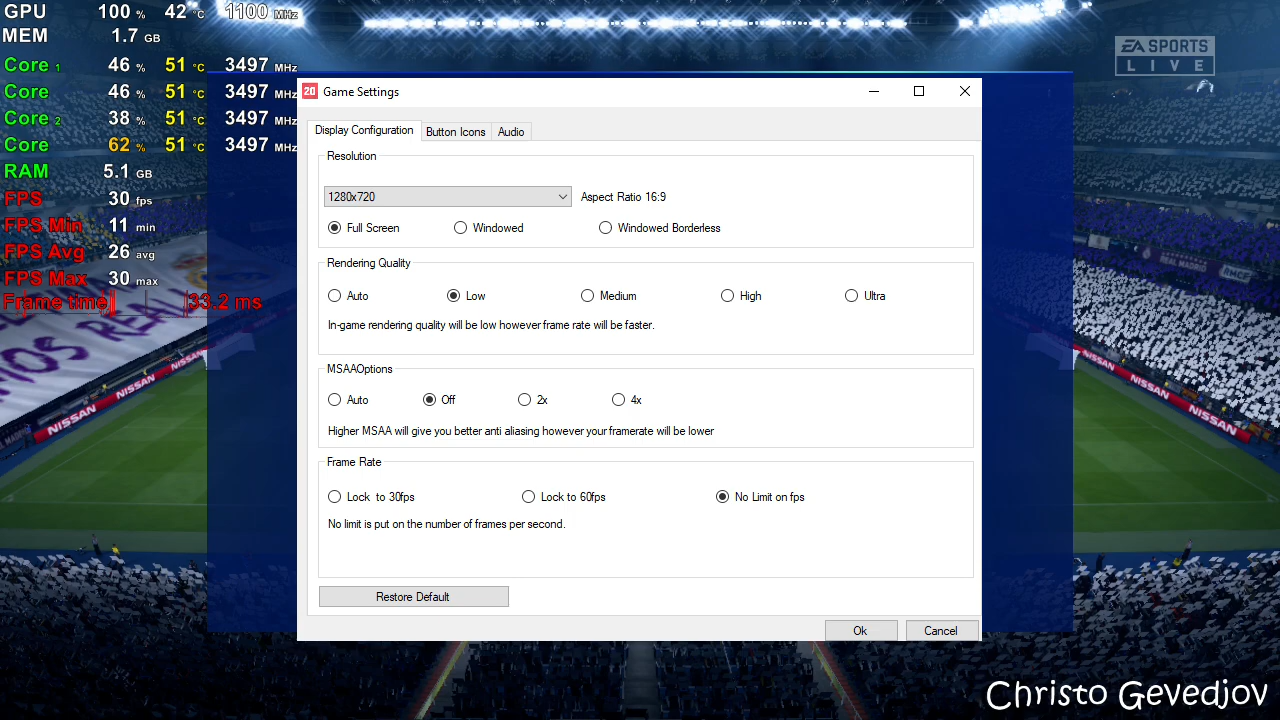 GPU 100 % 42 °C 1100 MHz
MEM 1.7 GB
Core 1 46 % 51 °C 3497 MHz
Core 46 % 51 °C 3497 MHz
Core 2 38 % 51 °C 3497 MHz
Core 62 % 51 °C 3497 MHz
RAM 5.1 GB
FPS 30 fps
FPS Min 11 min
FPS Avg 26 avg
FPS Max 30 max
Frame time 33.2 ms
EA SPORTS
LIVE
20 Game Settings
Display Configuration Button Icons Audio
Resolution
1280x720 Aspect Ratio 16:9
Full Screen Windowed Windowed Borderless
Rendering Quality
Auto Low Medium High Ultra
In-game rendering quality will be low however frame rate will be faster.
MSAAOptions
Auto Off 2x 4x
Higher MSAA will give you better anti aliasing however your framerate will be lower
Frame Rate
Lock to 30fps Lock to 60fps No Limit on fps
No limit is put on the number of frames per second.
Restore Default
Ok Cancel
NISSAN
NISSAN
NISSAN
NISSAN
REAL MADRID
RMCF
Christo Gevedjov